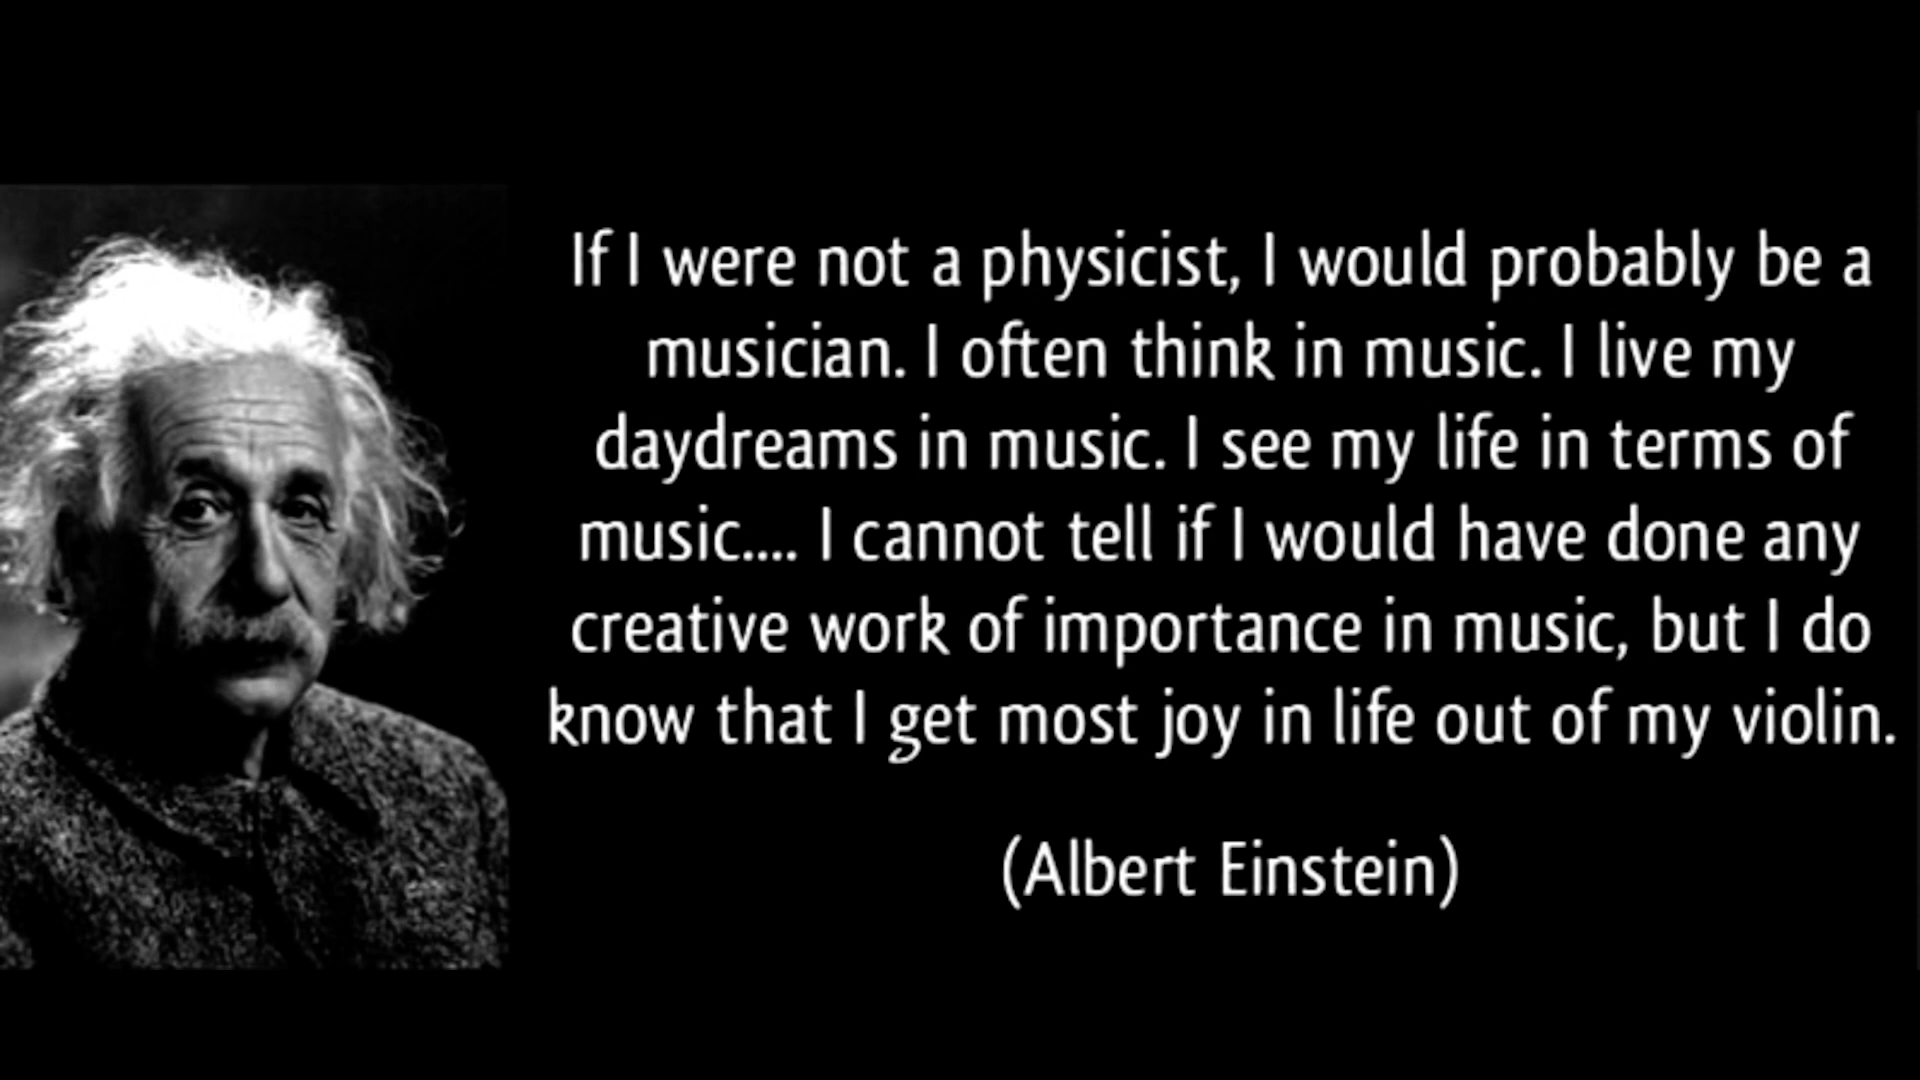 If I were not a physicist, I would probably be a
musician. I often think in music. I live my
daydreams in music. I see my life in terms of
music.... I cannot tell if I would have done any
creative work of importance in music, but I do
know that I get most joy in life out of my violin.
(Albert Einstein)